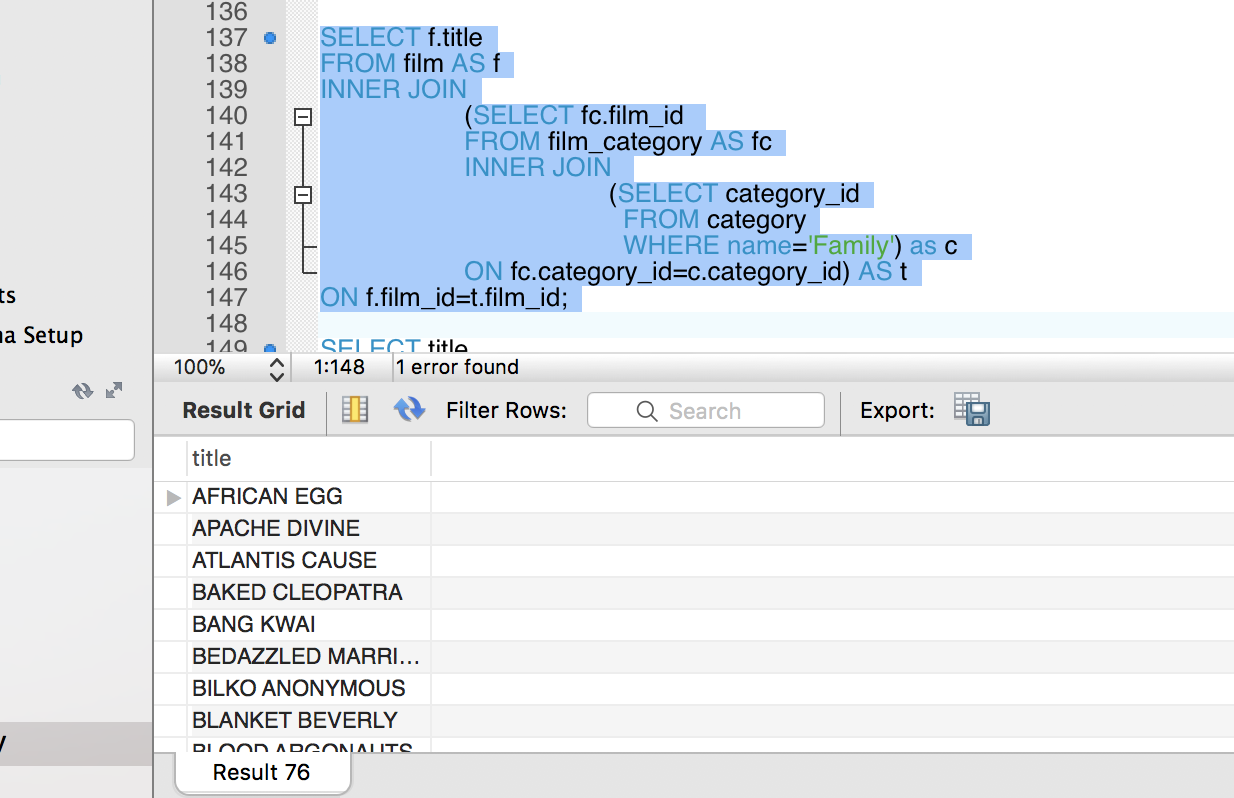 136
137 SELECT f.title
138 FROM film AS f
139 INNER JOIN
140 (SELECT fc.film_id
141 FROM film_category AS fc
142 INNER JOIN
143 (SELECT category_id
144 FROM category
145 WHERE name='Family') as c
146 ON fc.category_id=c.category_id) AS t
147 ON f.film_id=t.film_id;
148
149 SELECT title
ts
na Setup
100% 1:148 1 error found
Result Grid Filter Rows: Search Export:
title
AFRICAN EGG
APACHE DIVINE
ATLANTIS CAUSE
BAKED CLEOPATRA
BANG KWAI
BEDAZZLED MARRI...
BILKO ANONYMOUS
BLANKET BEVERLY
BLOOD ARGONAUTS
Result 76